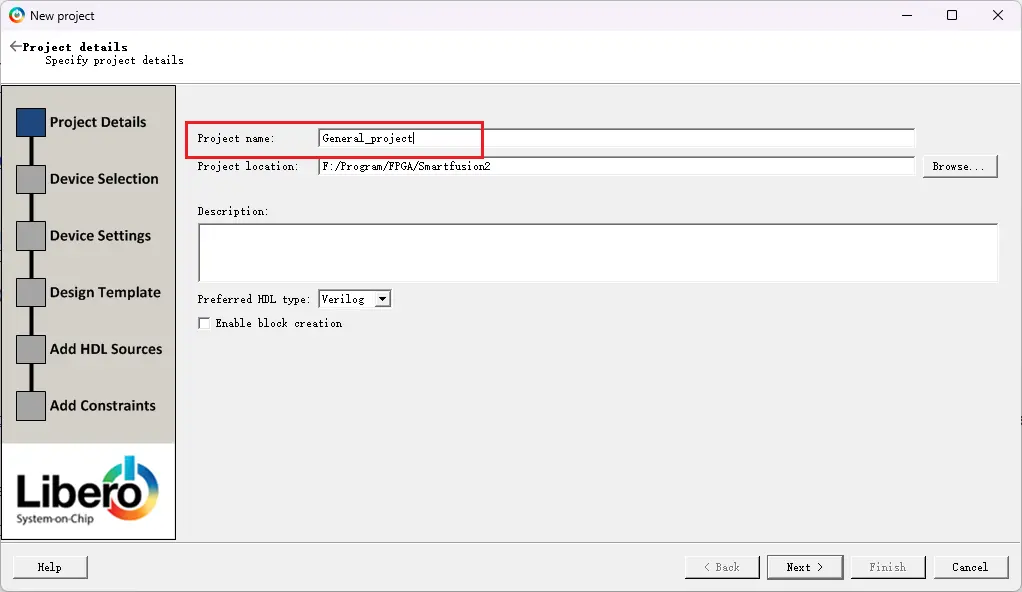 New project
Project details
Specify project details
Project Details
Device Selection
Device Settings
Design Template
Add HDL Sources
Add Constraints
Libero
System-on-Chip
Project name: General_project
Project location: F:/Program/FPGA/Smartfusion2 Browse...
Description:
Preferred HDL type: Verilog
Enable block creation
Help < Back Next > Finish Cancel